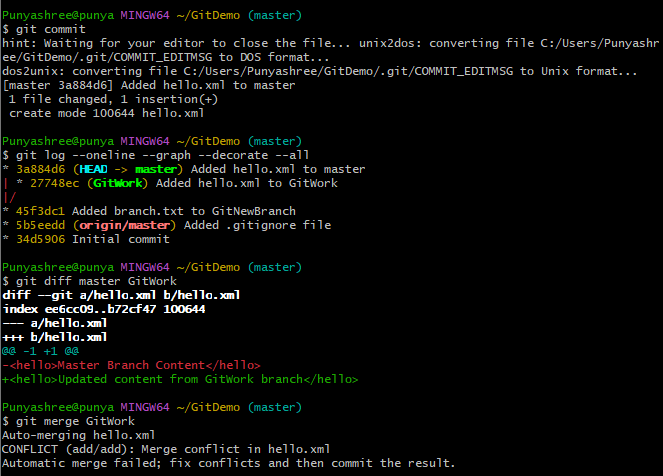 Punyashree@punya MINGW64 ~/GitDemo (master)
$ git commit
hint: Waiting for your editor to close the file... unix2dos: converting file C:/Users/Punyashr
ee/GitDemo/.git/COMMIT_EDITMSG to DOS format...
dos2unix: converting file C:/Users/Punyashree/GitDemo/.git/COMMIT_EDITMSG to Unix format...
[master 3a884d6] Added hello.xml to master
 1 file changed, 1 insertion(+)
 create mode 100644 hello.xml
Punyashree@punya MINGW64 ~/GitDemo (master)
$ git log --oneline --graph --decorate --all
* 3a884d6 (HEAD -> master) Added hello.xml to master
| * 27748ec (GitWork) Added hello.xml to GitWork
|/
* 45f3dc1 Added branch.txt to GitNewBranch
* 5b5eedd (origin/master) Added .gitignore file
* 34d5906 Initial commit
Punyashree@punya MINGW64 ~/GitDemo (master)
$ git diff master GitWork
diff --git a/hello.xml b/hello.xml
index ee6cc09..b72cf47 100644
--- a/hello.xml
+++ b/hello.xml
@@ -1 +1 @@
-<hello>Master Branch Content</hello>
+<hello>Updated content from GitWork branch</hello>
Punyashree@punya MINGW64 ~/GitDemo (master)
$ git merge GitWork
Auto-merging hello.xml
CONFLICT (add/add): Merge conflict in hello.xml
Automatic merge failed; fix conflicts and then commit the result.